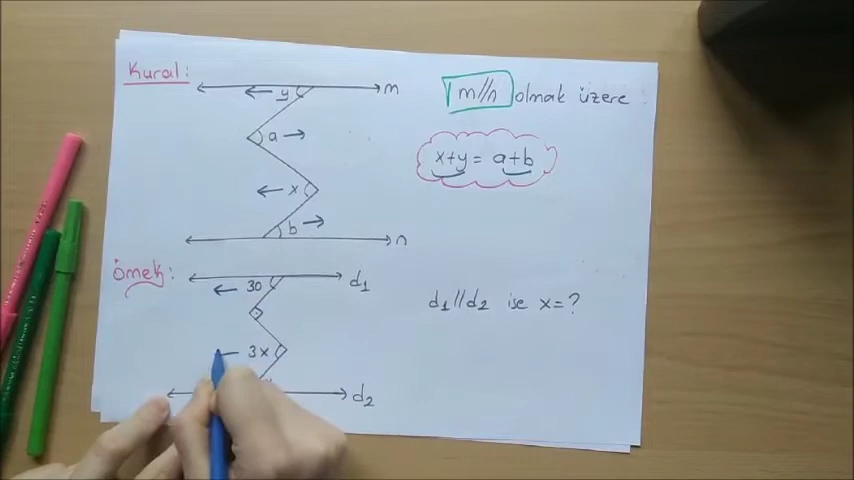 Kural:
m
y
a
x
b
n
m//n olmak üzere
x+y = a+b
örnek:
d1
30
3x
d2
d1//d2 ise x=?